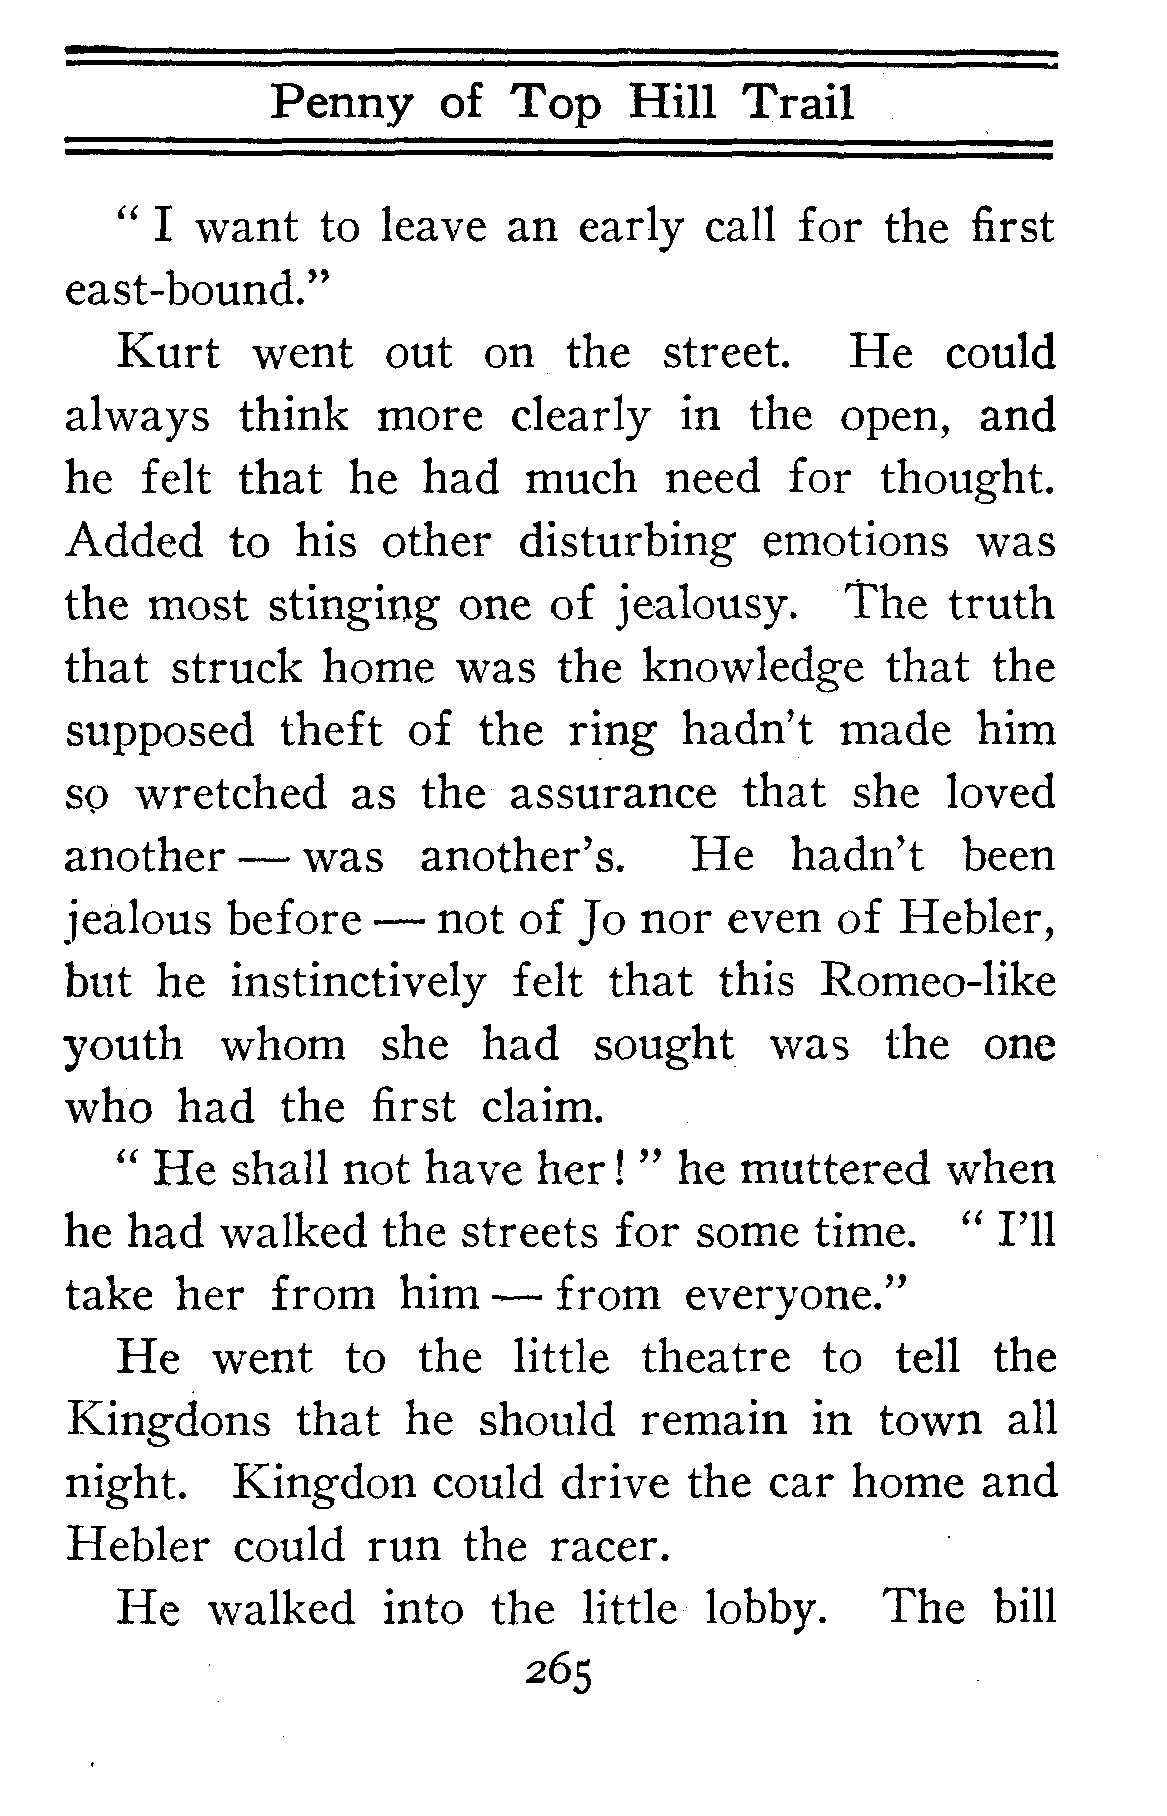 Penny of Top Hill Trail
“ I want to leave an early call for the first
east-bound.”
Kurt went out on the street. He could
always think more clearly in the open, and
he felt that he had much need for thought.
Added to his other disturbing emotions was
the most stinging one of jealousy. The truth
that struck home was the knowledge that the
supposed theft of the ring hadn’t made him
so wretched as the assurance that she loved
another — was another’s. He hadn’t been
jealous before — not of Jo nor even of Hebler,
but he instinctively felt that this Romeo-like
youth whom she had sought was the one
who had the first claim.
“ He shall not have her! ” he muttered when
he had walked the streets for some time. “ I’ll
take her from him — from everyone.”
He went to the little theatre to tell the
Kingdons that he should remain in town all
night. Kingdon could drive the car home and
Hebler could run the racer.
He walked into the little lobby. The bill
265